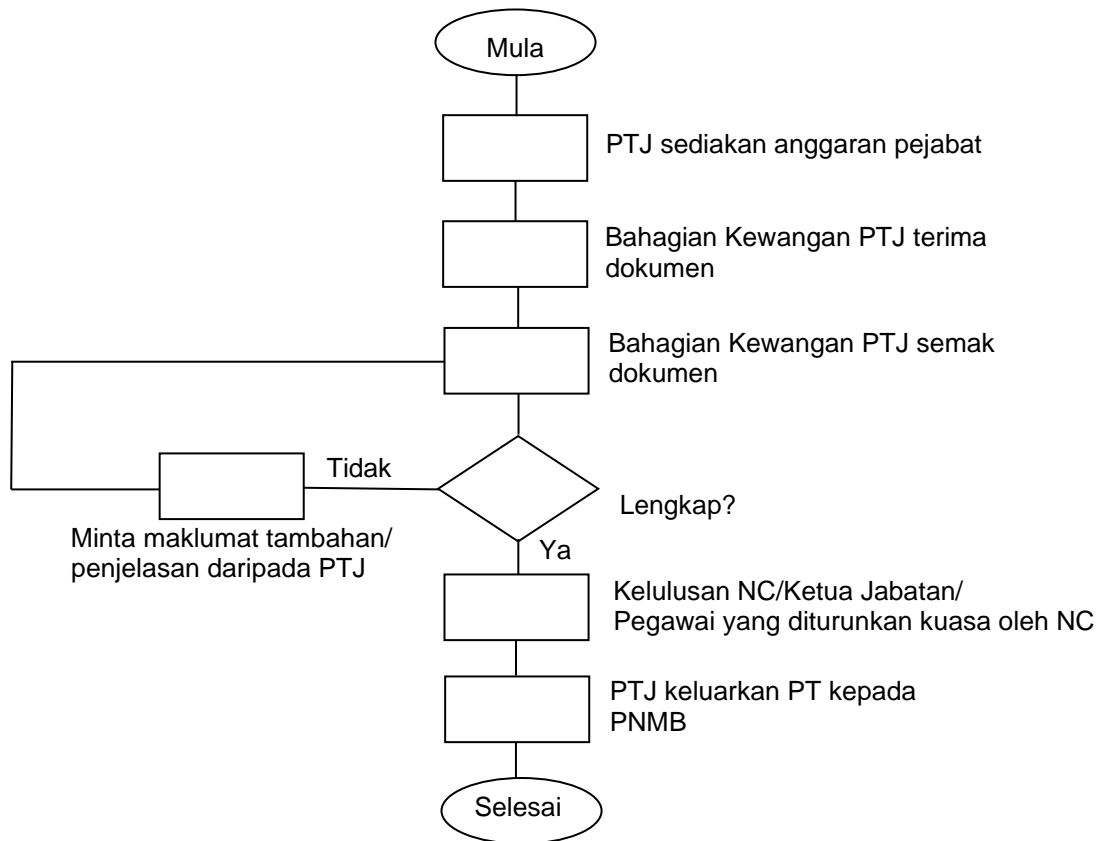 Mula
PTJ sediakan anggaran pejabat
Bahagian Kewangan PTJ terima
dokumen
Bahagian Kewangan PTJ semak
dokumen
Tidak
Lengkap?
Minta maklumat tambahan/
penjelasan daripada PTJ
Ya
Kelulusan NC/Ketua Jabatan/
Pegawai yang diturunkan kuasa oleh NC
PTJ keluarkan PT kepada
PNMB
Selesai